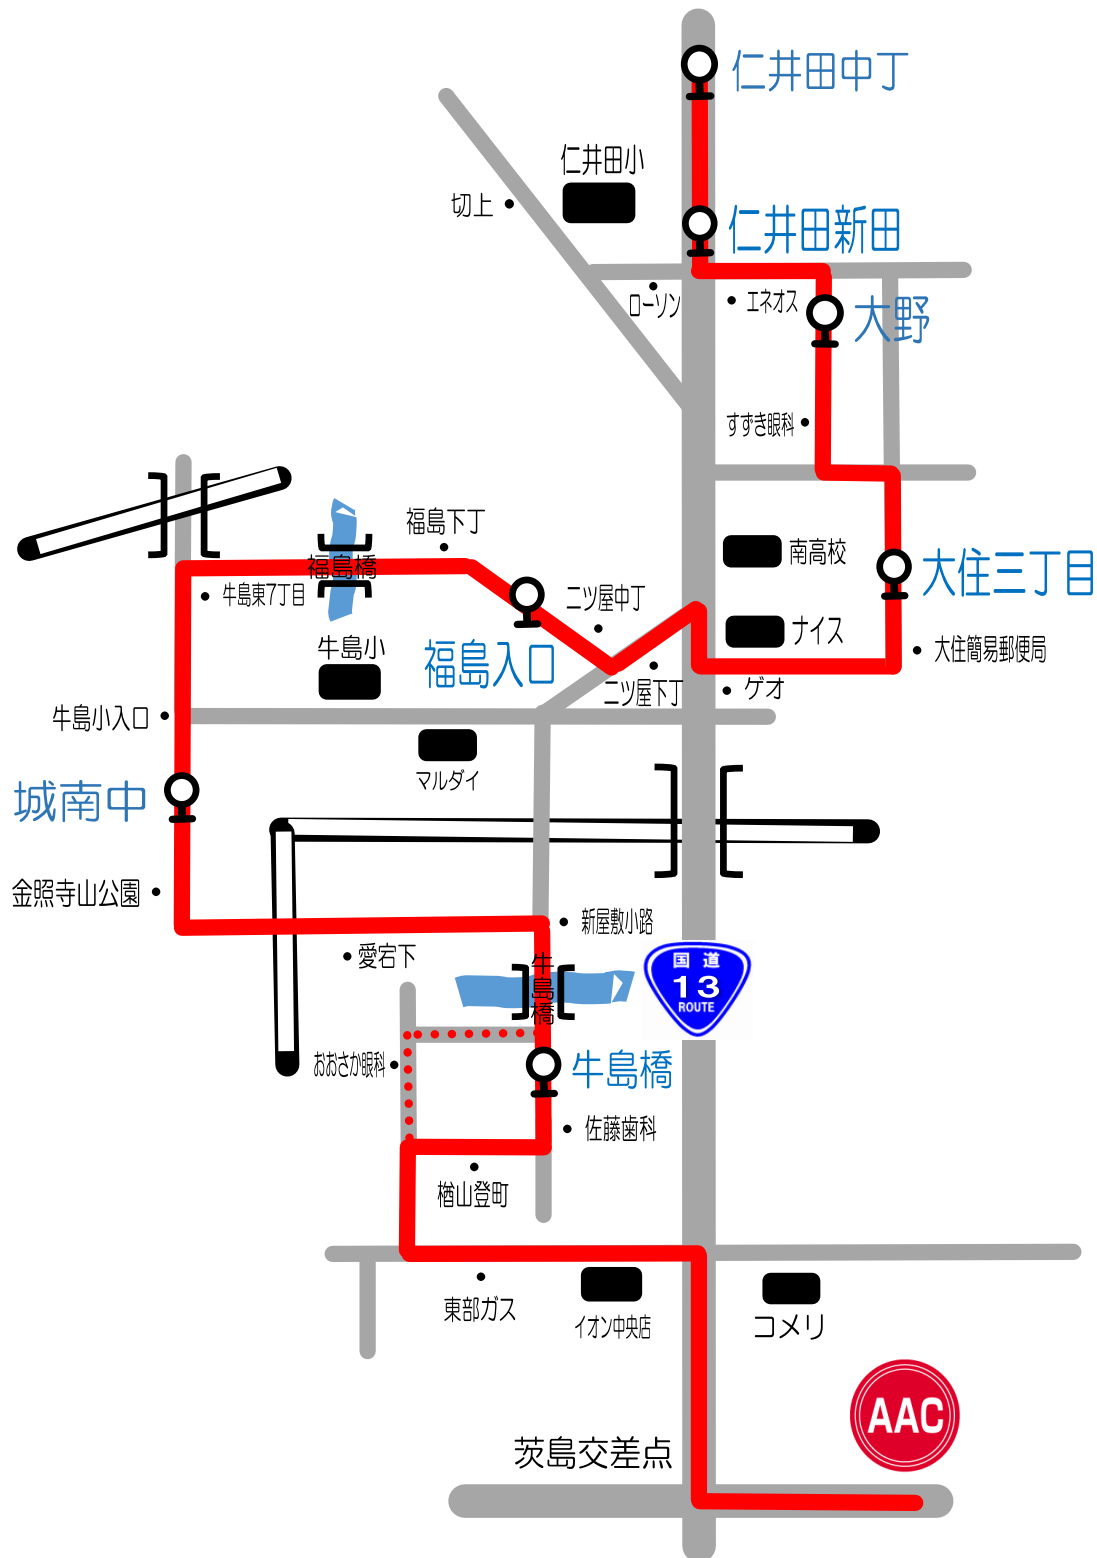 仁井田中丁
仁井田小
切上
仁井田新田
ローソン
エネオス
大野
すずき眼科
福島下丁
南高校
福島橋
大住三丁目
牛島東7丁目
二ツ屋中丁
ナイス
牛島小
福島入口
大住簡易郵便局
二ツ屋下丁
ゲオ
牛島小入口
マルダイ
城南中
金照寺山公園
新屋敷小路
愛宕下
牛島橋
国道
13
ROUTE
おおさか眼科
牛島橋
佐藤歯科
楢山登町
東部ガス
イオン中央店
コメリ
AAC
茨島交差点